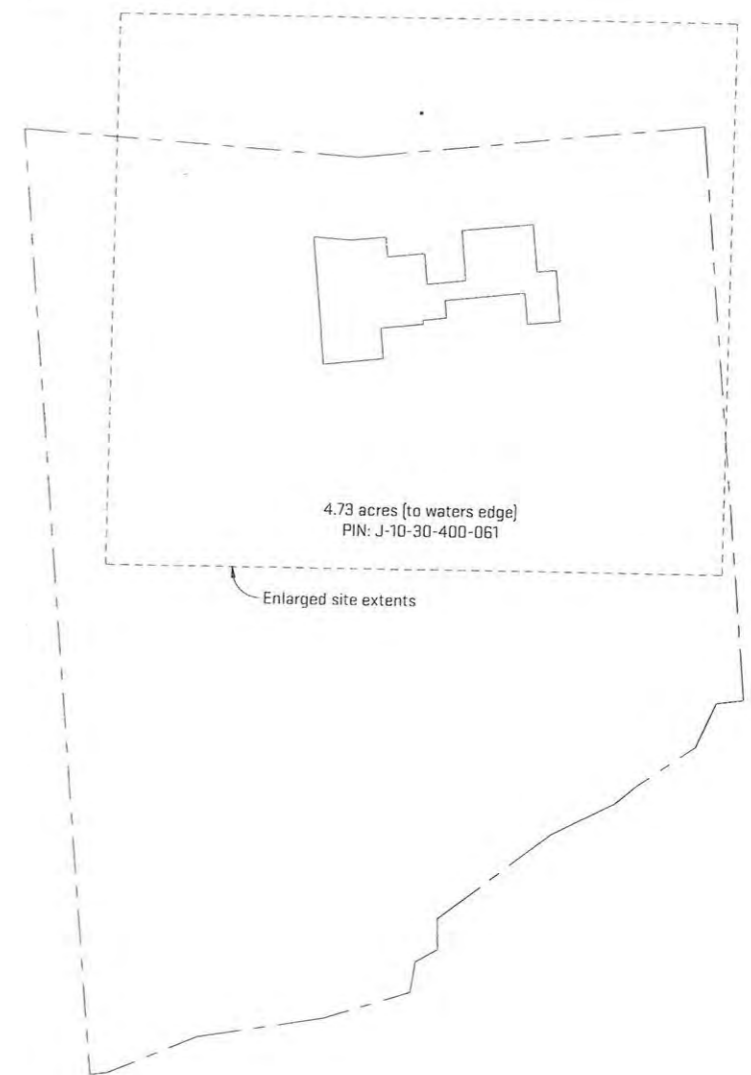 4.73 acres (to waters edge)
PIN: J-10-30-400-061
Enlarged site extents